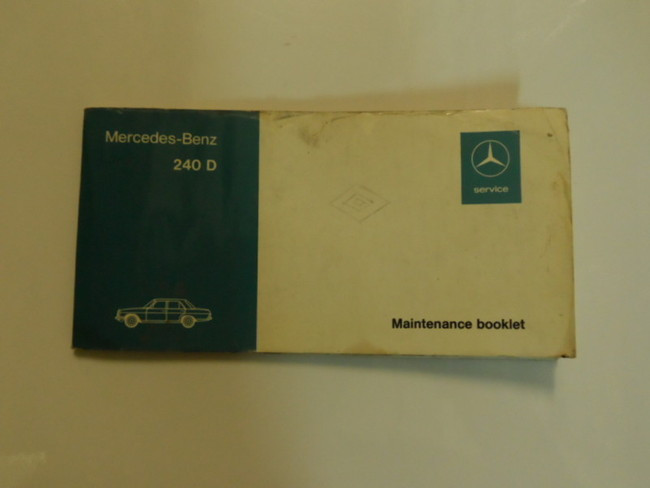 Mercedes-Benz
240 D
service
Maintenance booklet